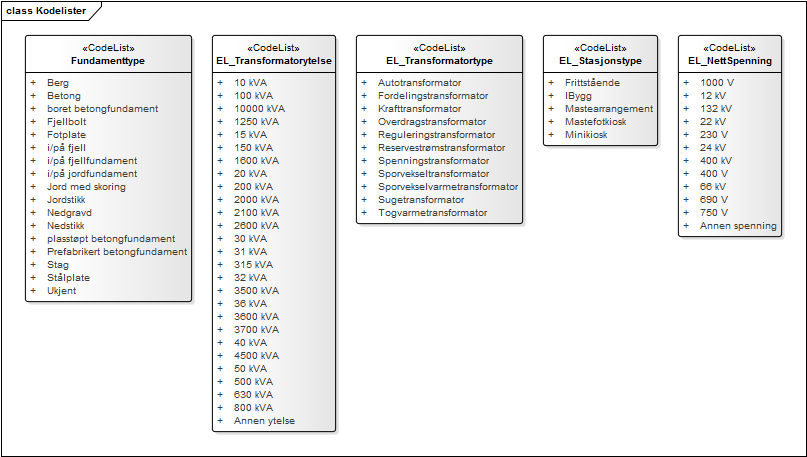 class Kodelister
«CodeList»
Fundamenttype
+ Berg
+ Betong
+ boret betongfundament
+ Fjellbolt
+ Fotplate
+ i/på fjell
+ i/på fjellfundament
+ i/på jordfundament
+ Jord med skoring
+ Jordstikk
+ Nedgravd
+ Nedstikk
+ plasstøpt betongfundament
+ Prefabrikert betongfundament
+ Stag
+ Stålplate
+ Ukjent
«CodeList»
EL_Transformatorytelse
+ 10 kVA
+ 100 kVA
+ 10000 kVA
+ 1250 kVA
+ 15 kVA
+ 150 kVA
+ 1600 kVA
+ 20 kVA
+ 200 kVA
+ 2000 kVA
+ 2100 kVA
+ 2600 kVA
+ 30 kVA
+ 31 kVA
+ 315 kVA
+ 32 kVA
+ 3500 kVA
+ 36 kVA
+ 3600 kVA
+ 3700 kVA
+ 40 kVA
+ 4500 kVA
+ 50 kVA
+ 500 kVA
+ 630 kVA
+ 800 kVA
+ Annen ytelse
«CodeList»
EL_Transformatortype
+ Autotransformator
+ Fordelingstransformator
+ Krafttransformator
+ Overdragstransformator
+ Reguleringstransformator
+ Reservestrømstransformator
+ Spenningstransformator
+ Sporvekseltransformator
+ Sporvekselvarmetransformator
+ Sugetransformator
+ Togvarmetransformator
«CodeList»
EL_Stasjonstype
+ Frittstående
+ IBygg
+ Mastearrangement
+ Mastefotkiosk
+ Minikiosk
«CodeList»
EL_NettSpenning
+ 1000 V
+ 12 kV
+ 132 kV
+ 22 kV
+ 230 V
+ 24 kV
+ 400 kV
+ 400 V
+ 66 kV
+ 690 V
+ 750 V
+ Annen spenning